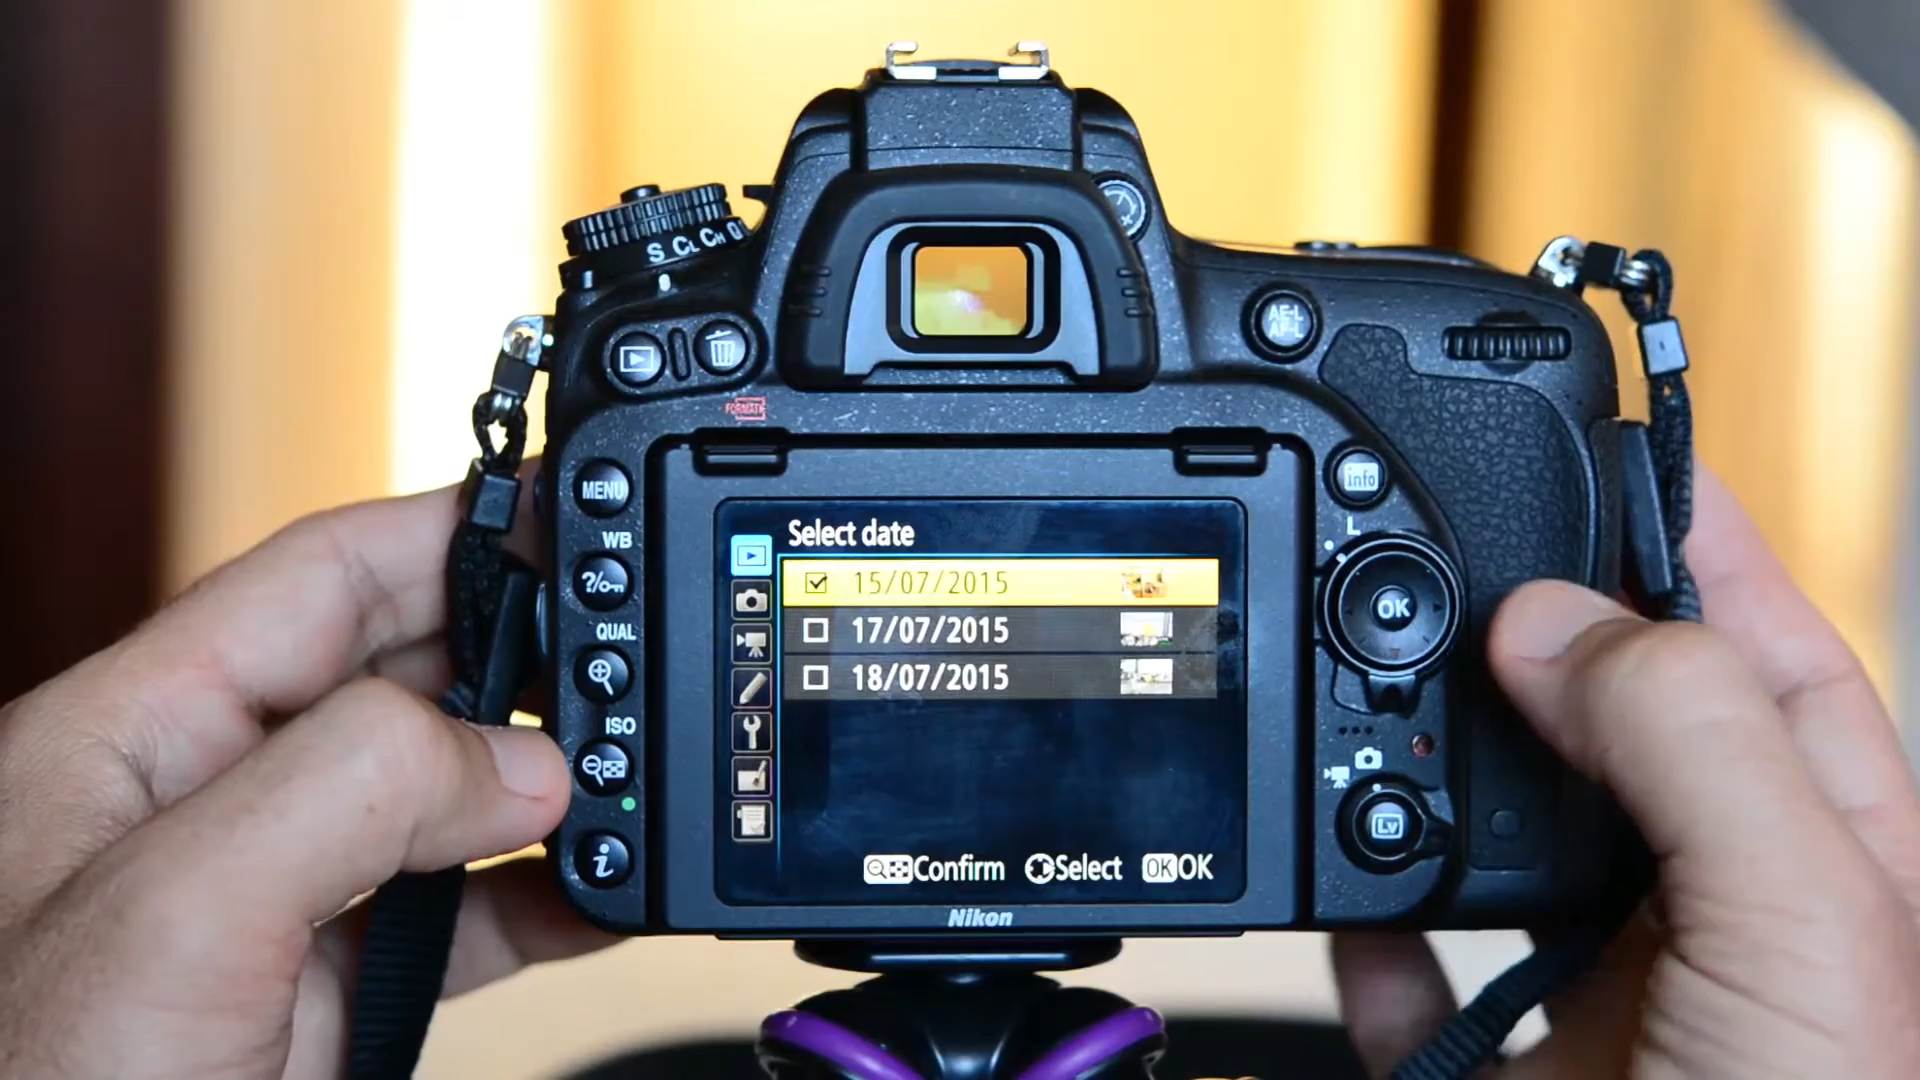 S CL CH Q
AE-L
AF-L
FORMAT
MENU
info
WB
L
Select date
?/
15/07/2015
OK
QUAL
17/07/2015
18/07/2015
ISO
Lv
i
Confirm Select OK OK
Nikon